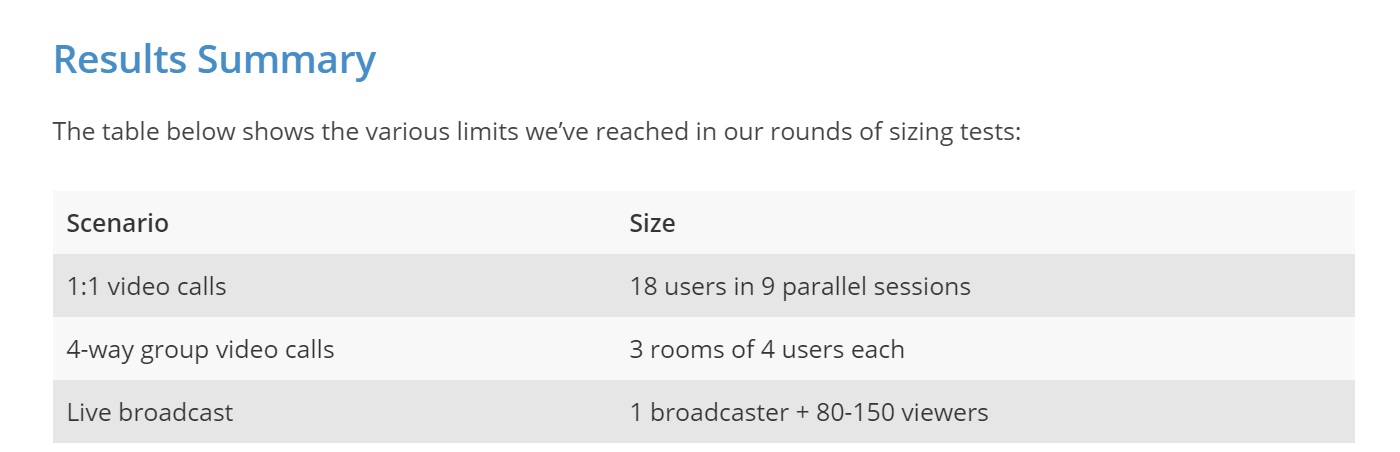 Results Summary
The table below shows the various limits we’ve reached in our rounds of sizing tests:
Scenario Size
1:1 video calls 18 users in 9 parallel sessions
4-way group video calls 3 rooms of 4 users each
Live broadcast 1 broadcaster + 80-150 viewers